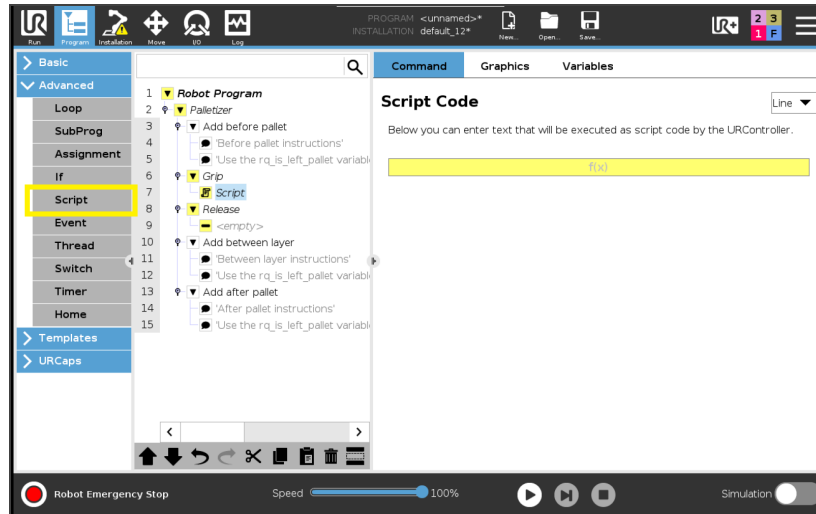 UR
Run
Program
Installation
Move
I/O
Log
PROGRAM <unnamed>*
INSTALLATION default_12*
New...
Open...
Save...
UR+
2 3
1 F
Basic
Advanced
Loop
SubProg
Assignment
If
Script
Event
Thread
Switch
Timer
Home
Templates
URCaps
1 Robot Program
2 Palletizer
3 Add before pallet
4 'Before pallet instructions'
5 'Use the rq_is_left_pallet variabl
6 Grip
7 Script
8 Release
9 <empty>
10 Add between layer
11 'Between layer instructions'
12 'Use the rq_is_left_pallet variabl
13 Add after pallet
14 'After pallet instructions'
15 'Use the rq_is_left_pallet variabl
Command Graphics Variables
Script Code
Line
Below you can enter text that will be executed as script code by the URController.
f(x)
Robot Emergency Stop
Speed 100%
Simulation